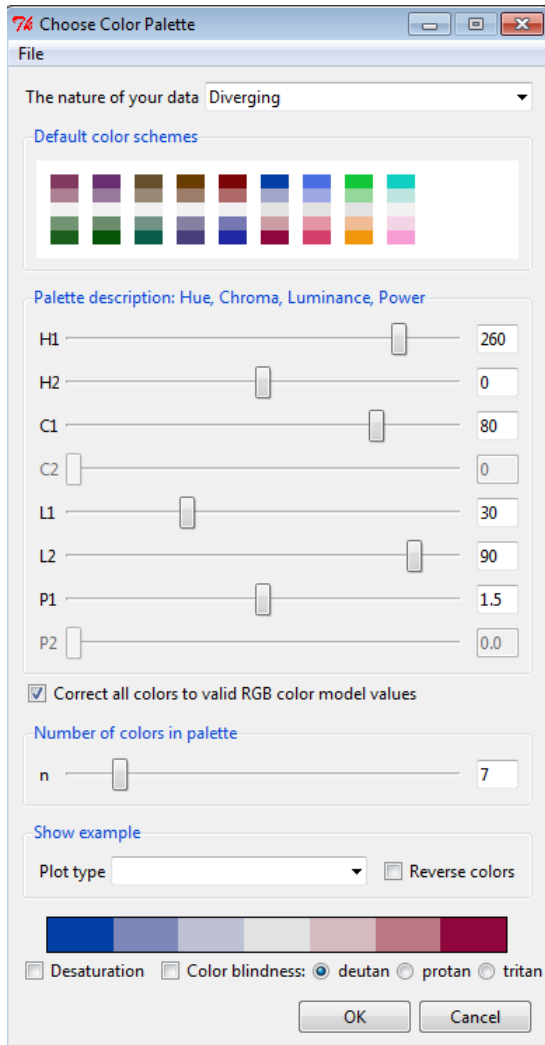 Choose Color Palette
File
The nature of your data Diverging
Default color schemes
Palette description: Hue, Chroma, Luminance, Power
H1 260
H2 0
C1 80
C2 0
L1 30
L2 90
P1 1.5
P2 0.0
Correct all colors to valid RGB color model values
Number of colors in palette
n 7
Show example
Plot type Reverse colors
Desaturation Color blindness: deutan protan tritan
OK Cancel